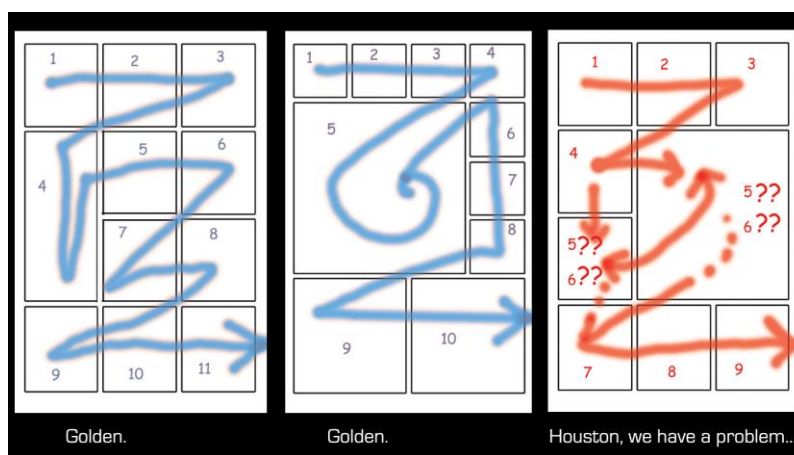 1 2 3
4 5 6
7 8
9 10 11
1 2 3 4
5 6
7
8
9 10
1 2 3
4
5??
6??
5??
6??
7 8 9
Golden.
Golden.
Houston, we have a problem...